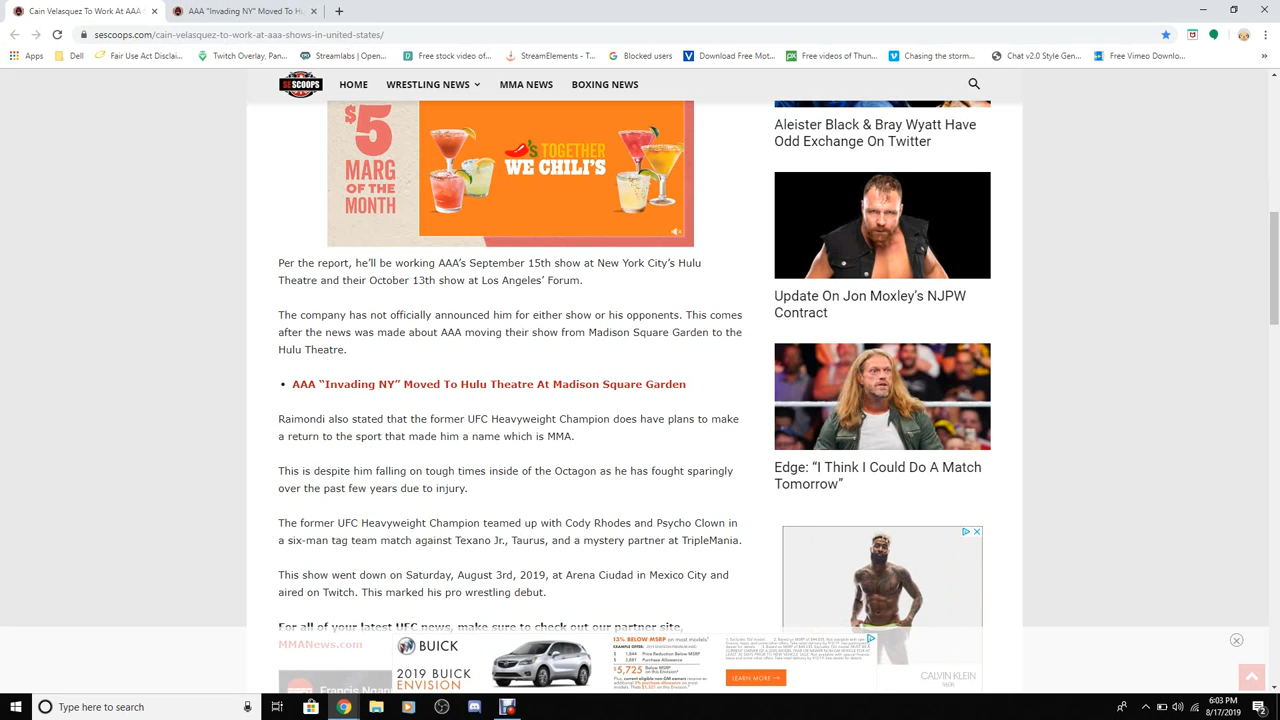 Cain Velasquez To Work At AAA
AAA "Invading NY" Moved To H
sescoops.com/cain-velasquez-to-work-at-aaa-shows-in-united-states/
Apps
Dell
Fair Use Act Disclai...
Twitch Overlay, Pan...
Streamlabs | Open...
Free stock video of...
StreamElements - T...
Blocked users
Download Free Mot...
Free videos of Thun...
Chasing the storm...
Chat v2.0 Style Gen...
Free Vimeo Downlo...
SESCOOPS
HOME
WRESTLING NEWS
MMA NEWS
BOXING NEWS
$5
MARG
OF THE
MONTH
'S TOGETHER
WE CHILI'S
Per the report, he'll be working AAA's September 15th show at New York City's Hulu
Theatre and their October 13th show at Los Angeles' Forum.
The company has not officially announced him for either show or his opponents. This comes
after the news was made about AAA moving their show from Madison Square Garden to the
Hulu Theatre.
• AAA “Invading NY” Moved To Hulu Theatre At Madison Square Garden
Raimondi also stated that the former UFC Heavyweight Champion does have plans to make
a return to the sport that made him a name which is MMA.
This is despite him falling on tough times inside of the Octagon as he has fought sparingly
over the past few years due to injury.
The former UFC Heavyweight Champion teamed up with Cody Rhodes and Psycho Clown in
a six-man tag team match against Texano Jr., Taurus, and a mystery partner at TripleMania.
This show went down on Saturday, August 3rd, 2019, at Arena Ciudad in Mexico City and
aired on Twitch. This marked his pro wrestling debut.
For all of your latest UFC news, make sure to check out our partner site,
MMANews.com
Aleister Black & Bray Wyatt Have
Odd Exchange On Twitter
Update On Jon Moxley's NJPW
Contract
Edge: “I Think I Could Do A Match
Tomorrow”
CALVIN KLEIN
BUICK
2019 BUICK
ENVISION
12% BELOW MSRP on most models
$5,725 Below MSRP
on this Envision
LEARN MORE
Type here to search
6:03 PM
8/17/2019
2